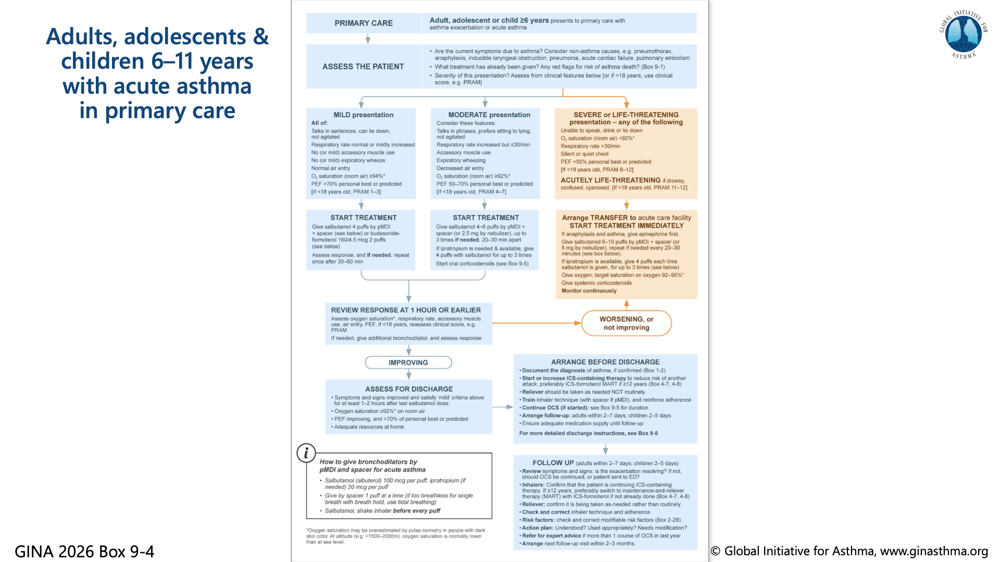 Adults, adolescents &
children 6–11 years
with acute asthma
in primary care
GLOBAL INITIATIVE FOR
ASTHMA
PRIMARY CARE
Adult, adolescent or child ≥6 years presents to primary care with
asthma exacerbation or acute asthma
ASSESS THE PATIENT
• Are the current symptoms due to asthma? Consider non-asthma causes, e.g. pneumothorax,
anaphylaxis, inducible laryngeal obstruction, pneumonia, acute cardiac failure, pulmonary embolism
• What treatment has already been given? Any red flags for risk of asthma death? (Box 9-1)
• Severity of this presentation? Assess from clinical features below [or if <18 years, use clinical
score, e.g. PRAM]
MILD presentation
All of:
Talks in sentences, can lie down,
not agitated
Respiratory rate normal or mildly increased
No (or mild) accessory muscle use
No (or mild) expiratory wheeze
Normal air entry
O₂ saturation (room air) ≥94%*
PEF >70% personal best or predicted
[If <18 years old, PRAM 1–3]
MODERATE presentation
Consider these features:
Talks in phrases, prefers sitting to lying,
not agitated
Respiratory rate increased but ≤30/min
Accessory muscle use
Expiratory wheezing
Decreased air entry
O₂ saturation (room air) ≥92%*
PEF 50–70% personal best or predicted
[If <18 years old, PRAM 4–7]
SEVERE or LIFE-THREATENING
presentation – any of the following
Unable to speak, drink or lie down
O₂ saturation (room air) <92%*
Respiratory rate >30/min
Silent or quiet chest
PEF <50% personal best or predicted
[If <18 years old, PRAM 8–12]
ACUTELY LIFE-THREATENING if drowsy,
confused, cyanosed. [If <18 years old, PRAM 11–12]
START TREATMENT
Give salbutamol 4 puffs by pMDI
+ spacer (see below) or budesonide-
formoterol 160/4.5 mcg 2 puffs
(see below)
Assess response, and if needed, repeat
once after 30–60 min
START TREATMENT
Give salbutamol 4–6 puffs by pMDI +
spacer (or 2.5 mg by nebulizer), up to
3 times if needed, 20–30 min apart
If ipratropium is needed & available, give
4 puffs with salbutamol for up to 3 times
Start oral corticosteroids (see Box 9-5)
Arrange TRANSFER to acute care facility
START TREATMENT IMMEDIATELY
If anaphylaxis and asthma, give epinephrine first.
Give salbutamol 6–10 puffs by pMDI + spacer (or
5 mg by nebulizer), repeat if needed every 20–30
minutes (see box below).
If ipratropium is available, give 4 puffs each time
salbutamol is given, for up to 3 times (see below)
Give oxygen; target saturation on oxygen 92–95%*
Give systemic corticosteroids
Monitor continuously
REVIEW RESPONSE AT 1 HOUR OR EARLIER
Assess oxygen saturation*, respiratory rate, accessory muscle
use, air entry, PEF. If <18 years, reassess clinical score, e.g.
PRAM
If needed, give additional bronchodilator, and assess response
WORSENING, or
not improving
IMPROVING
ASSESS FOR DISCHARGE
• Symptoms and signs improved and satisfy ‘mild’ criteria above
for at least 1–2 hours after last salbutamol dose.
• Oxygen saturation ≥92%* on room air
• PEF improving, and >70% of personal best or predicted
• Adequate resources at home
ARRANGE BEFORE DISCHARGE
• Document the diagnosis of asthma, if confirmed (Box 1-2)
• Start or increase ICS-containing therapy to reduce risk of another
attack; preferably ICS-formoterol MART if ≥12 years (Box 4-7, 4-8)
• Reliever should be taken as needed NOT routinely.
• Train inhaler technique (with spacer if pMDI), and reinforce adherence
• Continue OCS (if started): see Box 9-5 for duration
• Arrange follow-up: adults within 2–7 days; children 2–5 days
• Ensure adequate medication supply until follow-up
For more detailed discharge instructions, see Box 9-5
i
How to give bronchodilators by
pMDI and spacer for acute asthma
• Salbutamol (albuterol) 100 mcg per puff; ipratropium (if
needed) 20 mcg per puff
• Give by spacer 1 puff at a time (if too breathless for single
breath with breath hold, use tidal breathing)
• Salbutamol, shake inhaler before every puff
FOLLOW UP (adults within 2–7 days; children 2–5 days)
• Review symptoms and signs: is the exacerbation resolving? If not,
should OCS be continued, or patient sent to ED?
• Inhalers: Confirm that the patient is continuing ICS-containing
therapy. If ≥12 years, preferably switch to maintenance-and-reliever
therapy (MART) with ICS-formoterol if not already done (Box 4-7, 4-8)
• Reliever: confirm it is being taken as-needed rather than routinely
• Check and correct inhaler technique and adherence
• Risk factors: check and correct modifiable risk factors (Box 2-2B)
• Action plan: Understood? Used appropriately? Needs modification?
• Refer for expert advice if more than 1 course of OCS in last year
• Arrange next follow-up visit within 2–3 months.
*Oxygen saturation may be overestimated by pulse oximetry in people with dark
skin color. At altitude (e.g. >1500–2000m), oxygen saturation is normally lower
than at sea level.
GINA 2026 Box 9-4
© Global Initiative for Asthma, www.ginasthma.org